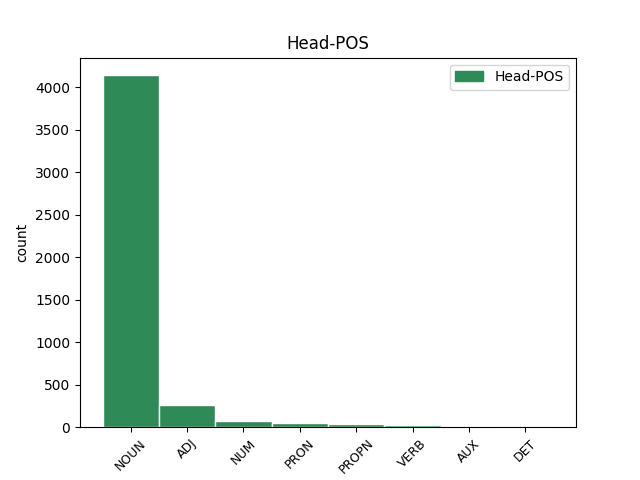 Head-POS
Head-POS
4000
3500
3000
2500
2000
1500
1000
500
0
count
NOUN
ADJ
NUM
PRON
PROPN
VERB
AUX
DET